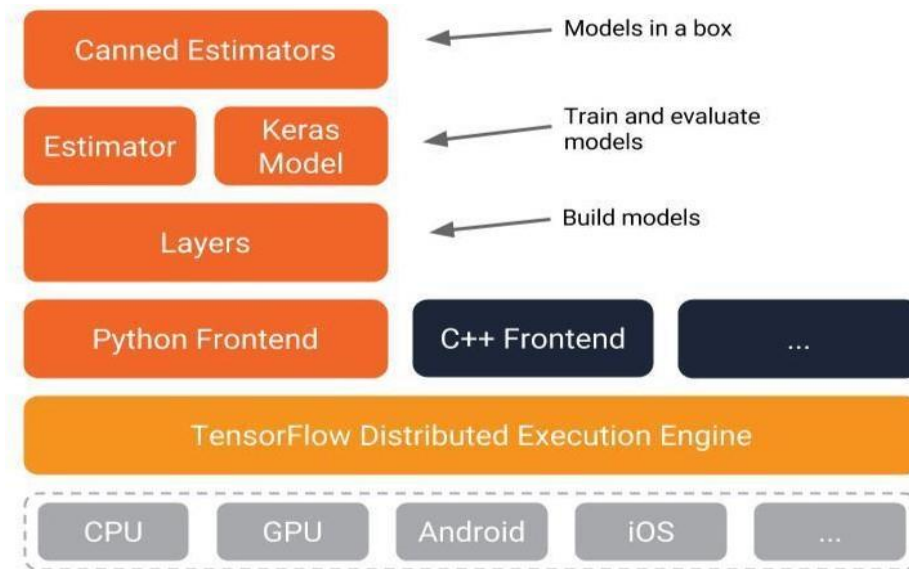 Canned Estimators
Models in a box
Estimator
Keras
Model
Train and evaluate
models
Layers
Build models
Python Frontend
C++ Frontend
...
TensorFlow Distributed Execution Engine
CPU
GPU
Android
iOS
...